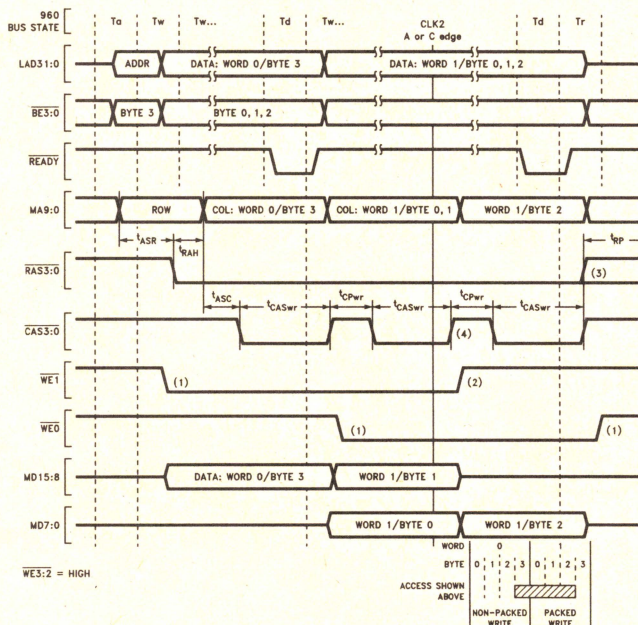 960
BUS STATE
Ta Tw Tw... Td Tw... CLK2 Td Tr
A or C edge
LAD31:0 ADDR DATA: WORD 0/BYTE 3 DATA: WORD 1/BYTE 0, 1, 2
BE3:0 BYTE 3 BYTE 0, 1, 2
READY
MA9:0 ROW COL: WORD 0/BYTE 3 COL: WORD 1/BYTE 0, 1 WORD 1/BYTE 2
tASR tRAH tRP
RAS3:0 (3)
tASC tCASwr tCPwr tCASwr tCPwr tCASwr
CAS3:0 (4)
WE1 (1) (2)
WE0 (1) (1)
MD15:8 DATA: WORD 0/BYTE 3 WORD 1/BYTE 1
MD7:0 WORD 1/BYTE 0 WORD 1/BYTE 2
WORD 0
BYTE 0 1 2 3 0 1 2 3
WE3:2 = HIGH
ACCESS SHOWN
ABOVE
NON-PACKED PACKED
WRITE WRITE